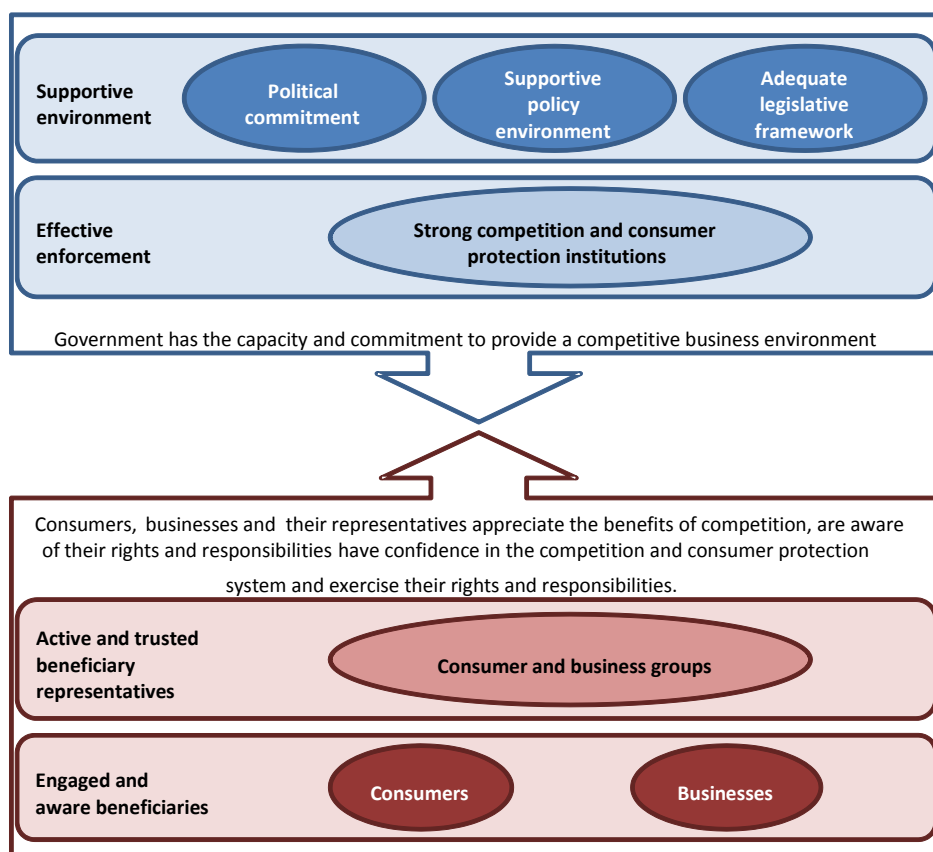 Supportive
environment
Political
commitment
Supportive
policy
environment
Adequate
legislative
framework
Effective
enforcement
Strong competition and consumer
protection institutions
Government has the capacity and commitment to provide a competitive business environment
Consumers, businesses and their representatives appreciate the benefits of competition, are aware
of their rights and responsibilities have confidence in the competition and consumer protection
system and exercise their rights and responsibilities.
Active and trusted
beneficiary
representatives
Consumer and business groups
Engaged and
aware beneficiaries
Consumers
Businesses